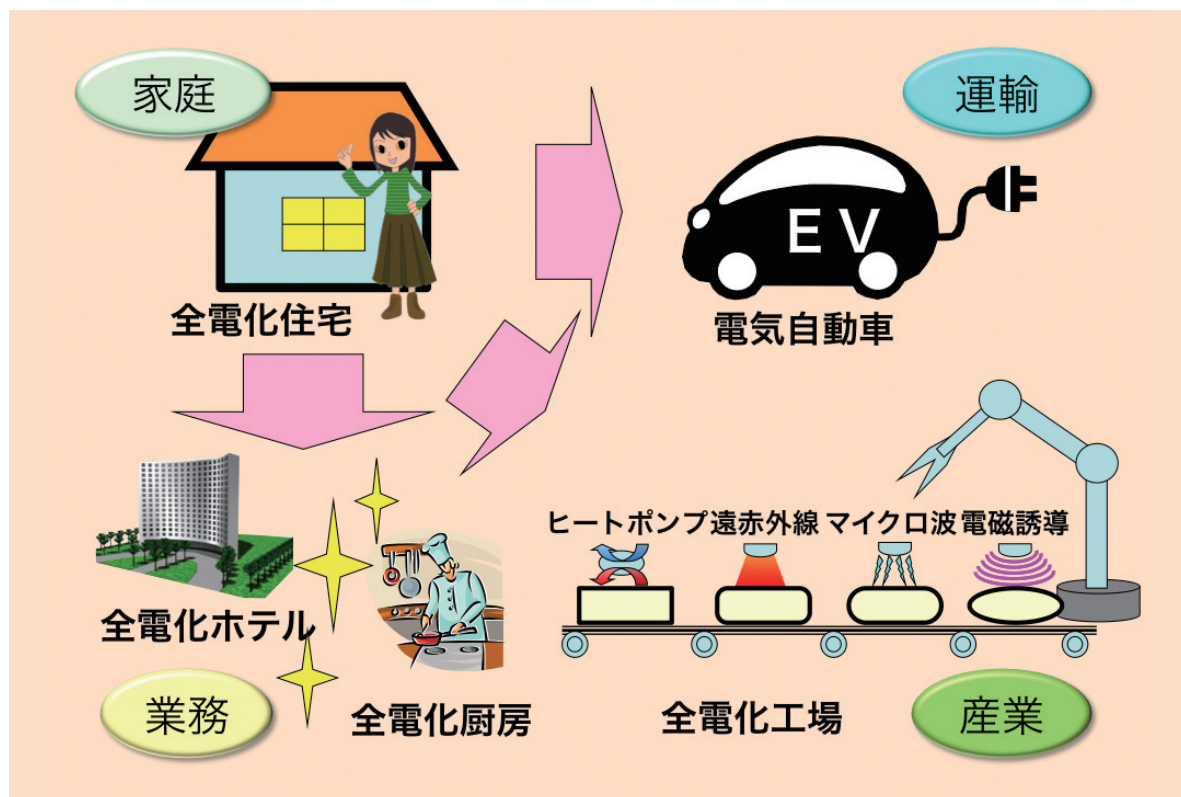 家庭
運輸
EV
全電化住宅
電気自動車
ヒートポンプ 遠赤外線 マイクロ波 電磁誘導
全電化ホテル
業務
全電化厨房
全電化工場
産業